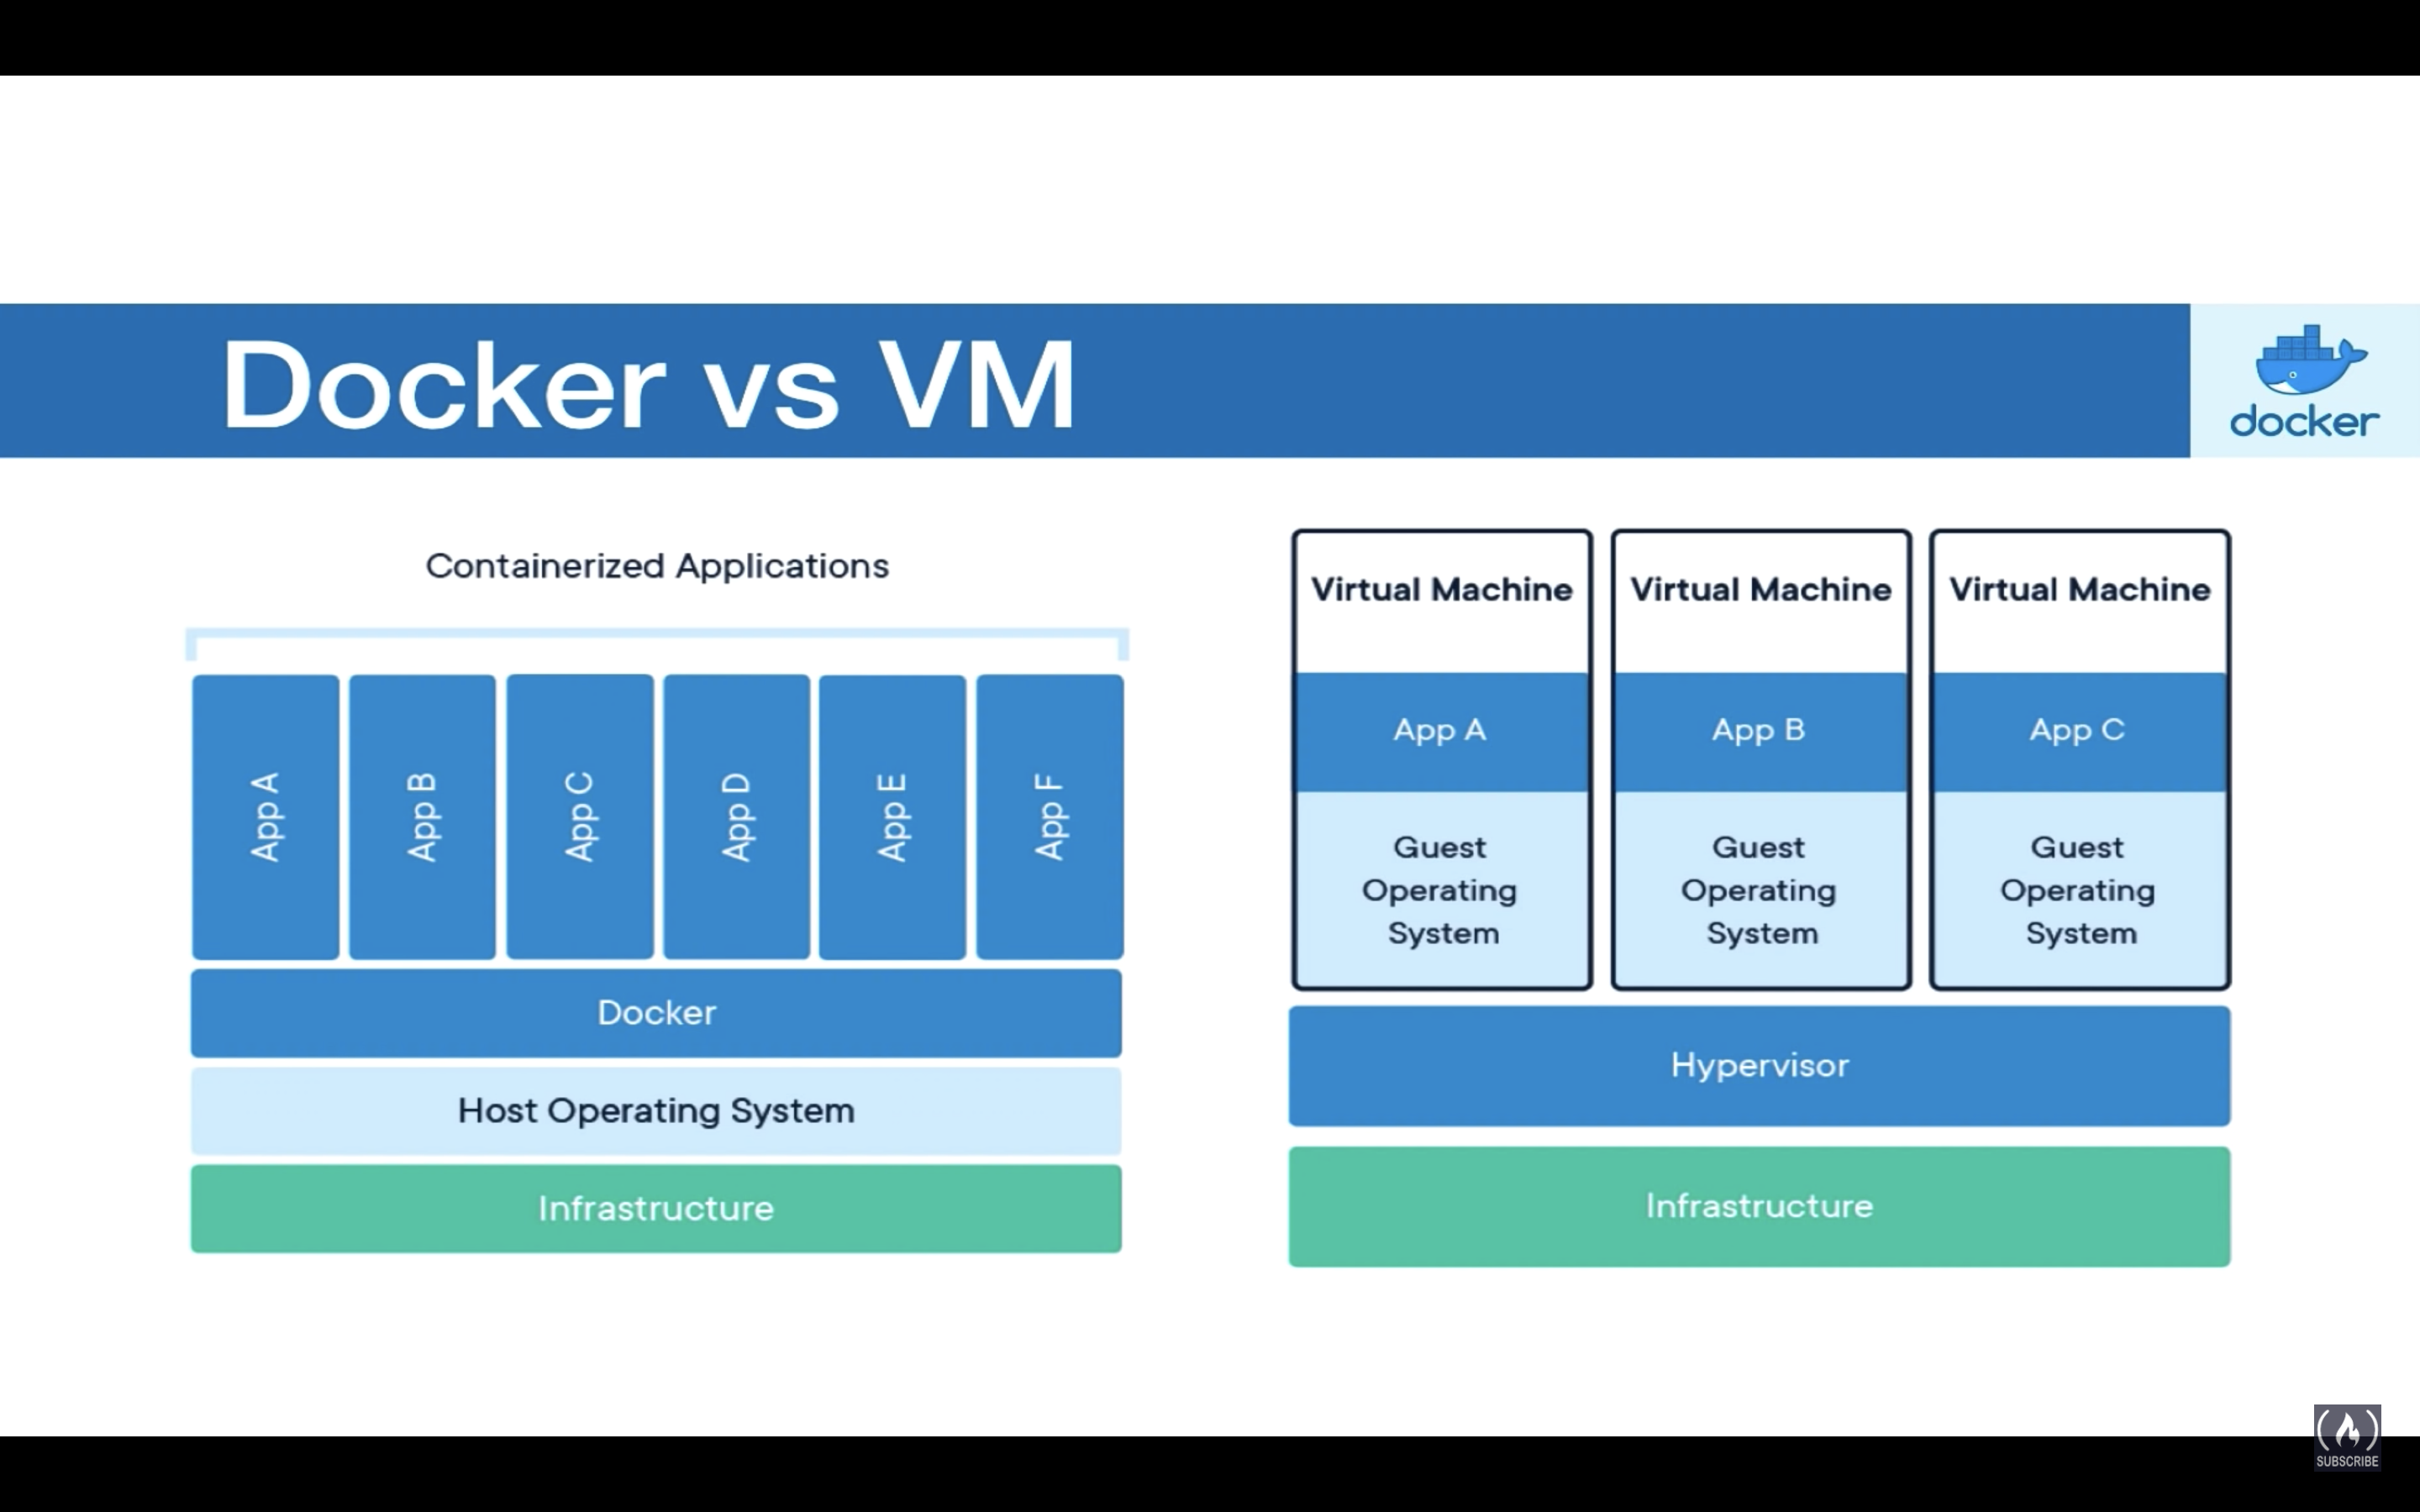 Docker vs VM
docker
Containerized Applications
App A
App B
App C
App D
App E
App F
Docker
Host Operating System
Infrastructure
Virtual Machine
App A
Guest
Operating
System
Virtual Machine
App B
Guest
Operating
System
Virtual Machine
App C
Guest
Operating
System
Hypervisor
Infrastructure
SUBSCRIBE